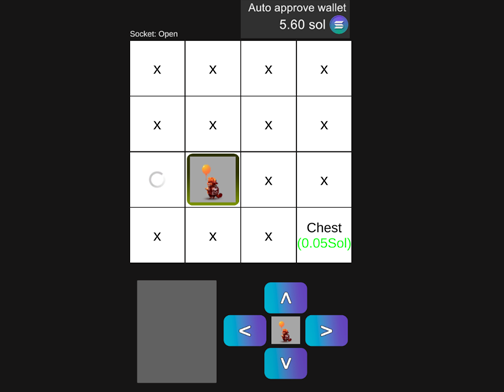 Auto approve wallet
5.60 sol
Socket: Open
x x x x
x x x x
x x
x x x Chest
(0.05Sol)
^
< >
v